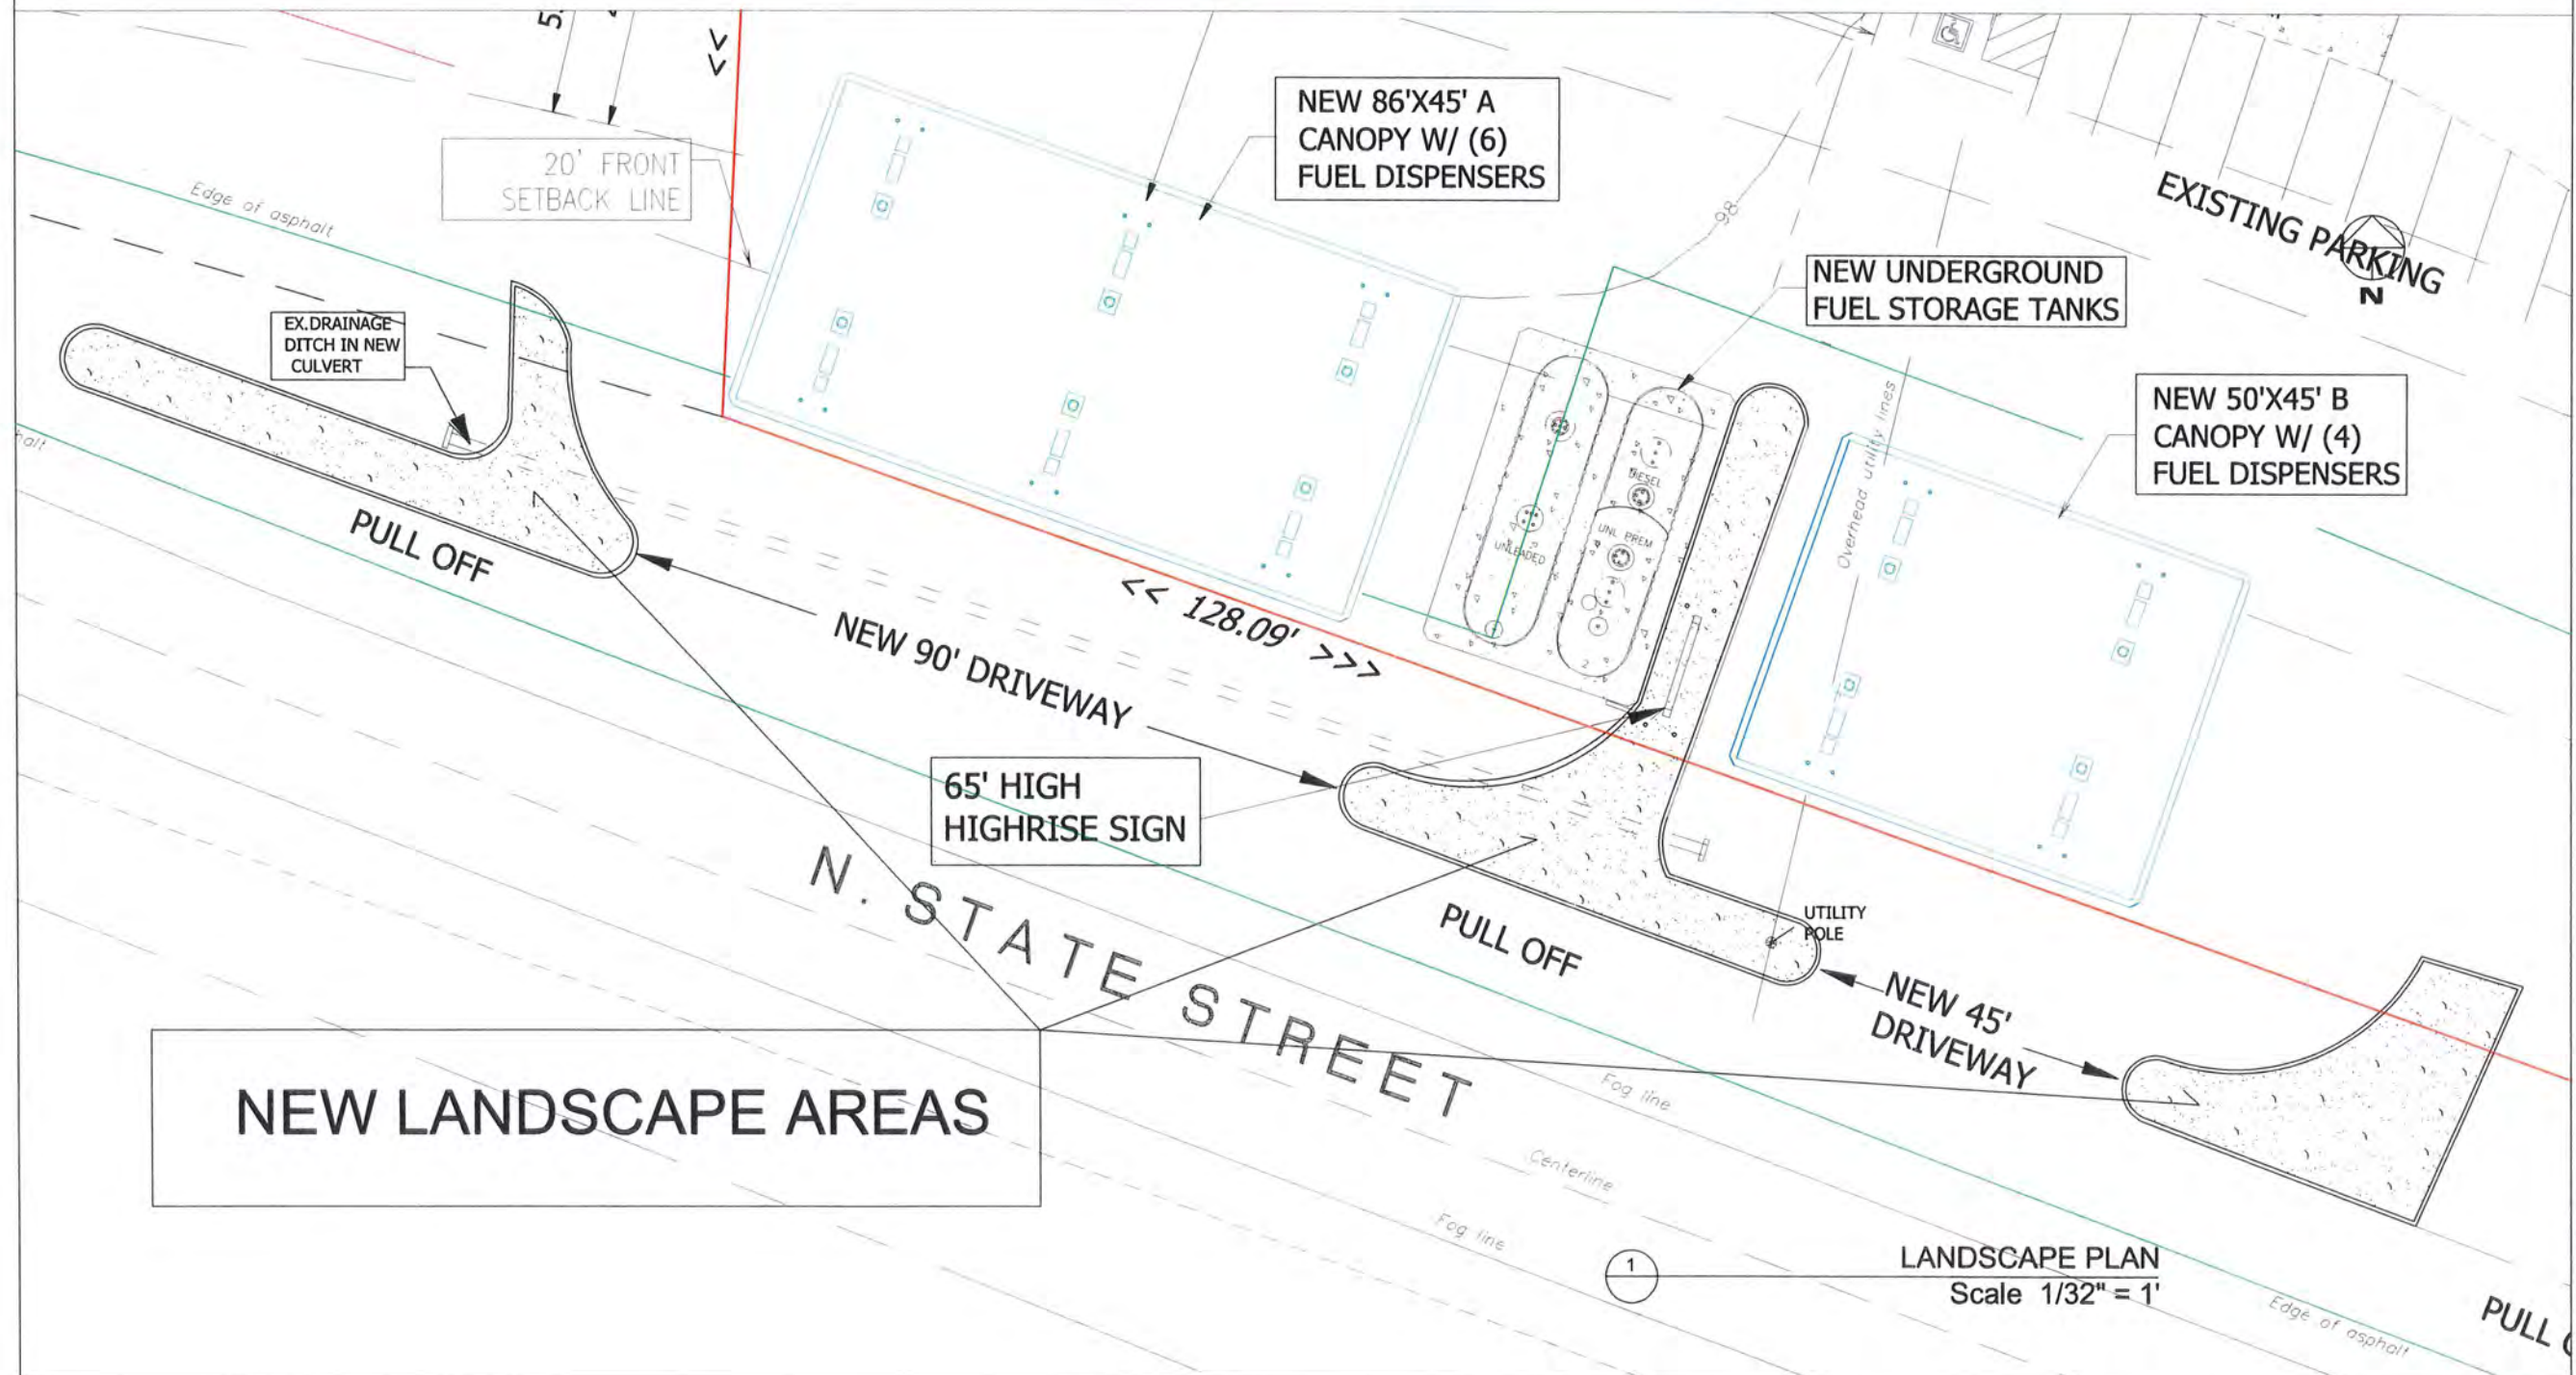 <<
NEW 86'X45' A
CANOPY W/ (6)
FUEL DISPENSERS
20' FRONT
SETBACK LINE
Edge of asphalt
98
EXISTING PARKING
N
NEW UNDERGROUND
FUEL STORAGE TANKS
EX.DRAINAGE
DITCH IN NEW
CULVERT
Overhead utility lines
NEW 50'X45' B
CANOPY W/ (4)
FUEL DISPENSERS
DIESEL
UNL PREM
UNLEADED
PULL OFF
<< 128.09' >>>
NEW 90' DRIVEWAY
65' HIGH
HIGHRISE SIGN
N. STATE STREET
PULL OFF
UTILITY
POLE
NEW 45'
DRIVEWAY
NEW LANDSCAPE AREAS
Fog line
Centerline
Fog line
1
LANDSCAPE PLAN
Scale 1/32" = 1'
Edge of asphalt
PULL